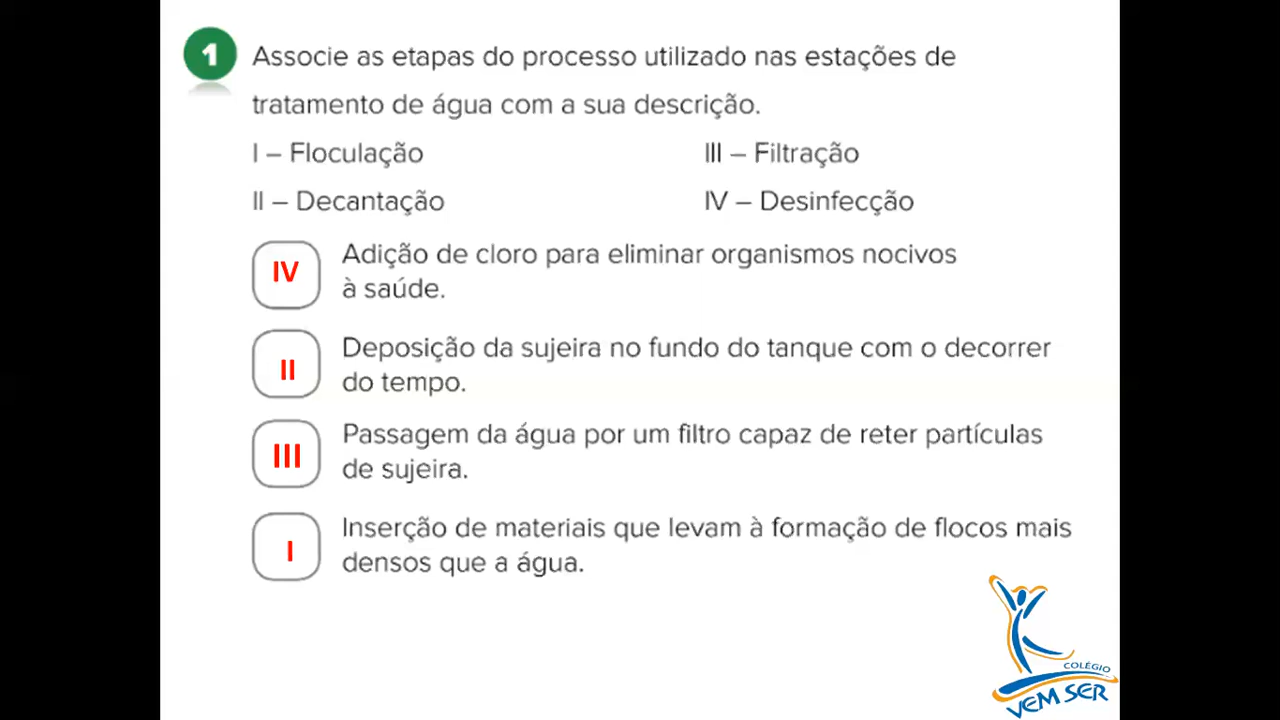 1
Associe as etapas do processo utilizado nas estações de
tratamento de água com a sua descrição.
I – Floculação
III – Filtração
II – Decantação
IV – Desinfecção
IV
Adição de cloro para eliminar organismos nocivos
à saúde.
II
Deposição da sujeira no fundo do tanque com o decorrer
do tempo.
III
Passagem da água por um filtro capaz de reter partículas
de sujeira.
I
Inserção de materiais que levam à formação de flocos mais
densos que a água.
COLÉGIO
VEM SER